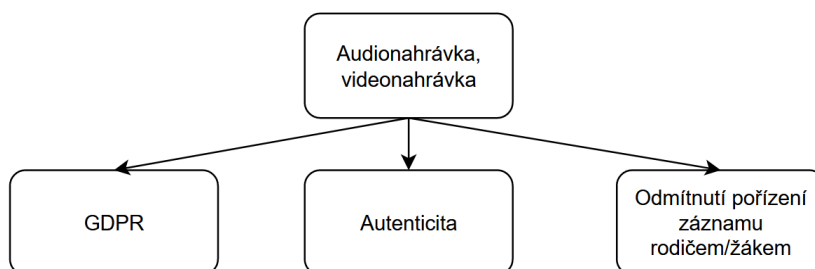 Audionahrávka,
videonahrávka
GDPR
Autenticita
Odmítnutí pořízení
záznamu
rodičem/žákem